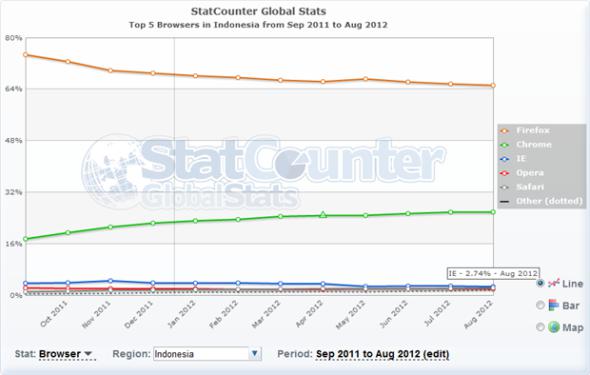 StatCounter Global Stats
Top 5 Browsers in Indonesia from Sep 2011 to Aug 2012
80%
64%
48%
32%
16%
0%
StatCounter
GlobalStats
Firefox
Chrome
IE
Opera
Safari
Other (dotted)
IE - 2.74% - Aug 2012
Line
Bar
Map
Oct 2011
Nov 2011
Dec 2011
Jan 2012
Feb 2012
Mar 2012
Apr 2012
May 2012
Jun 2012
Jul 2012
Aug 2012
Stat: Browser Region: Indonesia Period: Sep 2011 to Aug 2012 (edit)